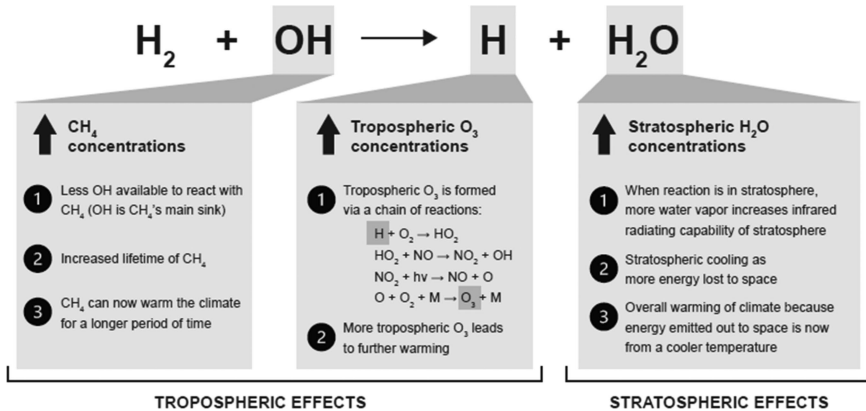 H₂ + OH → H + H₂O
CH₄
concentrations
1 Less OH available to react with
CH₄ (OH is CH₄'s main sink)
2 Increased lifetime of CH₄
3 CH₄ can now warm the climate
for a longer period of time
Tropospheric O₃
concentrations
1 Tropospheric O₃ is formed
via a chain of reactions:
H + O₂ → HO₂
HO₂ + NO → NO₂ + OH
NO₂ + hv → NO + O
O + O₂ + M → O₃ + M
2 More tropospheric O₃ leads
to further warming
Stratospheric H₂O
concentrations
1 When reaction is in stratosphere,
more water vapor increases infrared
radiating capability of stratosphere
2 Stratospheric cooling as
more energy lost to space
3 Overall warming of climate because
energy emitted out to space is now
from a cooler temperature
TROPOSPHERIC EFFECTS
STRATOSPHERIC EFFECTS